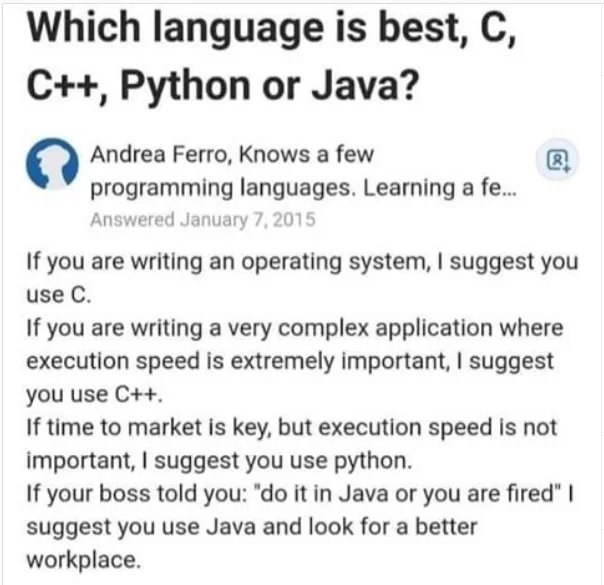 Which language is best, C,
C++, Python or Java?
Andrea Ferro, Knows a few
programming languages. Learning a fe...
Answered January 7, 2015
If you are writing an operating system, I suggest you
use C.
If you are writing a very complex application where
execution speed is extremely important, I suggest
you use C++.
If time to market is key, but execution speed is not
important, I suggest you use python.
If your boss told you: "do it in Java or you are fired" I
suggest you use Java and look for a better
workplace.